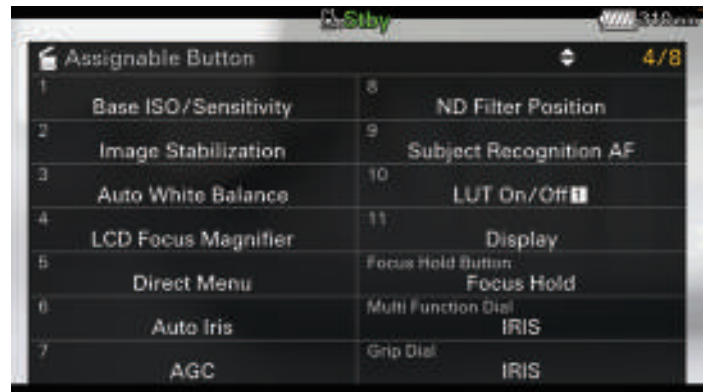 Stby
Assignable Button 4/8
1 Base ISO/Sensitivity
2 Image Stabilization
3 Auto White Balance
4 LCD Focus Magnifier
5 Direct Menu
6 Auto Iris
7 AGC
8 ND Filter Position
9 Subject Recognition AF
10 LUT On/Off 1
11 Display
Focus Hold Button
Focus Hold
Multi Function Dial
IRIS
Grip Dial
IRIS